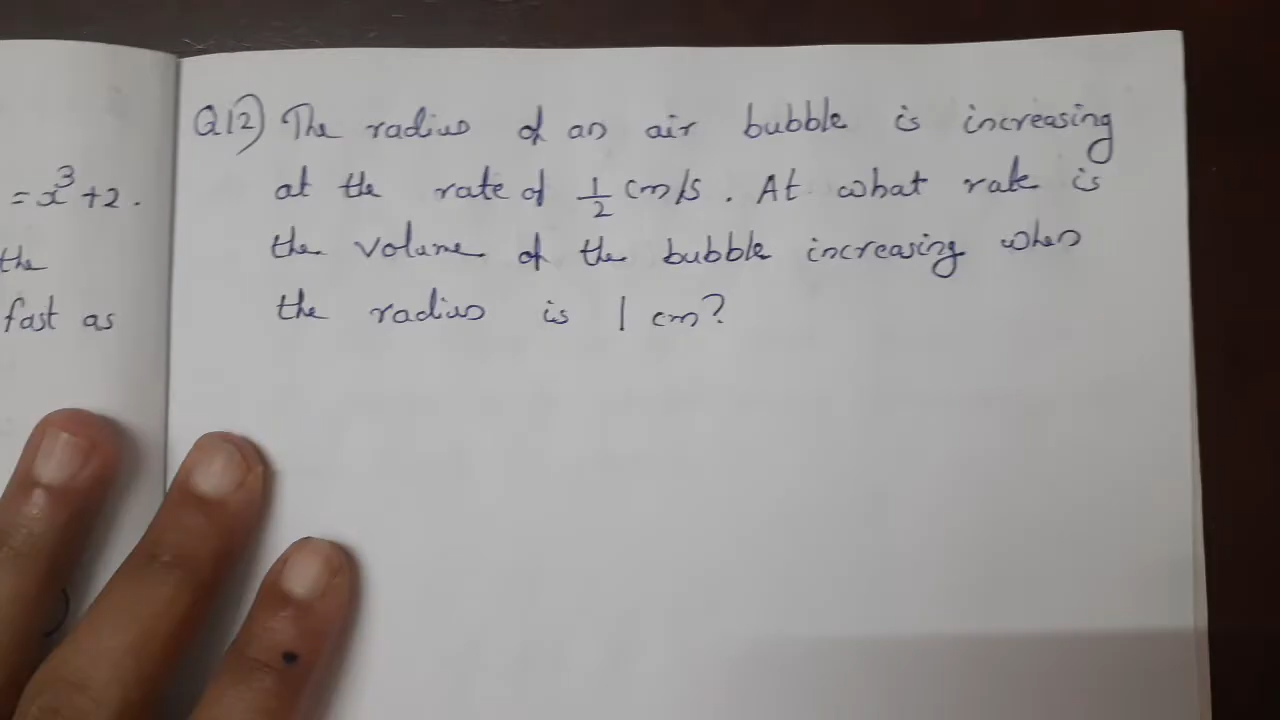 = x³ + 2 .
the
fast as
Q12) The radius of an air bubble is increasing
at the rate of 1/2 cm/s . At what rate is
the volume of the bubble increasing when
the radius is 1 cm?